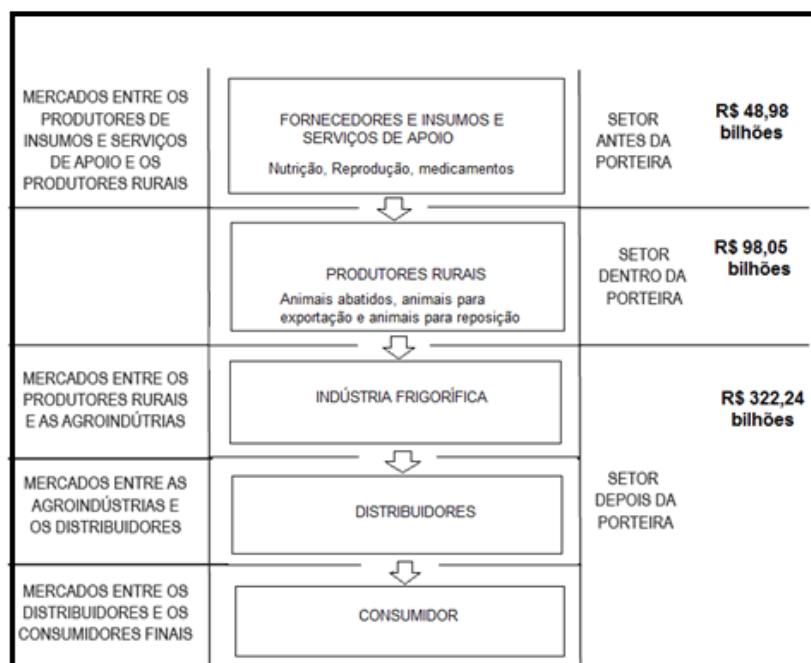 MERCADOS ENTRE OS
PRODUTORES DE
INSUMOS E SERVIÇOS
DE APOIO E OS
PRODUTORES RURAIS
FORNECEDORES E INSUMOS E
SERVIÇOS DE APOIO
Nutrição, Reprodução, medicamentos
SETOR
ANTES DA
PORTEIRA
R$ 48,98
bilhões
PRODUTORES RURAIS
Animais abatidos, animais para
exportação e animais para reposição
SETOR
DENTRO DA
PORTEIRA
R$ 98,05
bilhões
MERCADOS ENTRE OS
PRODUTORES RURAIS
E AS AGROINDÚTRIAS
INDÚSTRIA FRIGORÍFICA
R$ 322,24
bilhões
MERCADOS ENTRE AS
AGROINDÚSTRIAS E
OS DISTRIBUIDORES
DISTRIBUIDORES
SETOR
DEPOIS DA
PORTEIRA
MERCADOS ENTRE OS
DISTRIBUIDORES E OS
CONSUMIDORES FINAIS
CONSUMIDOR